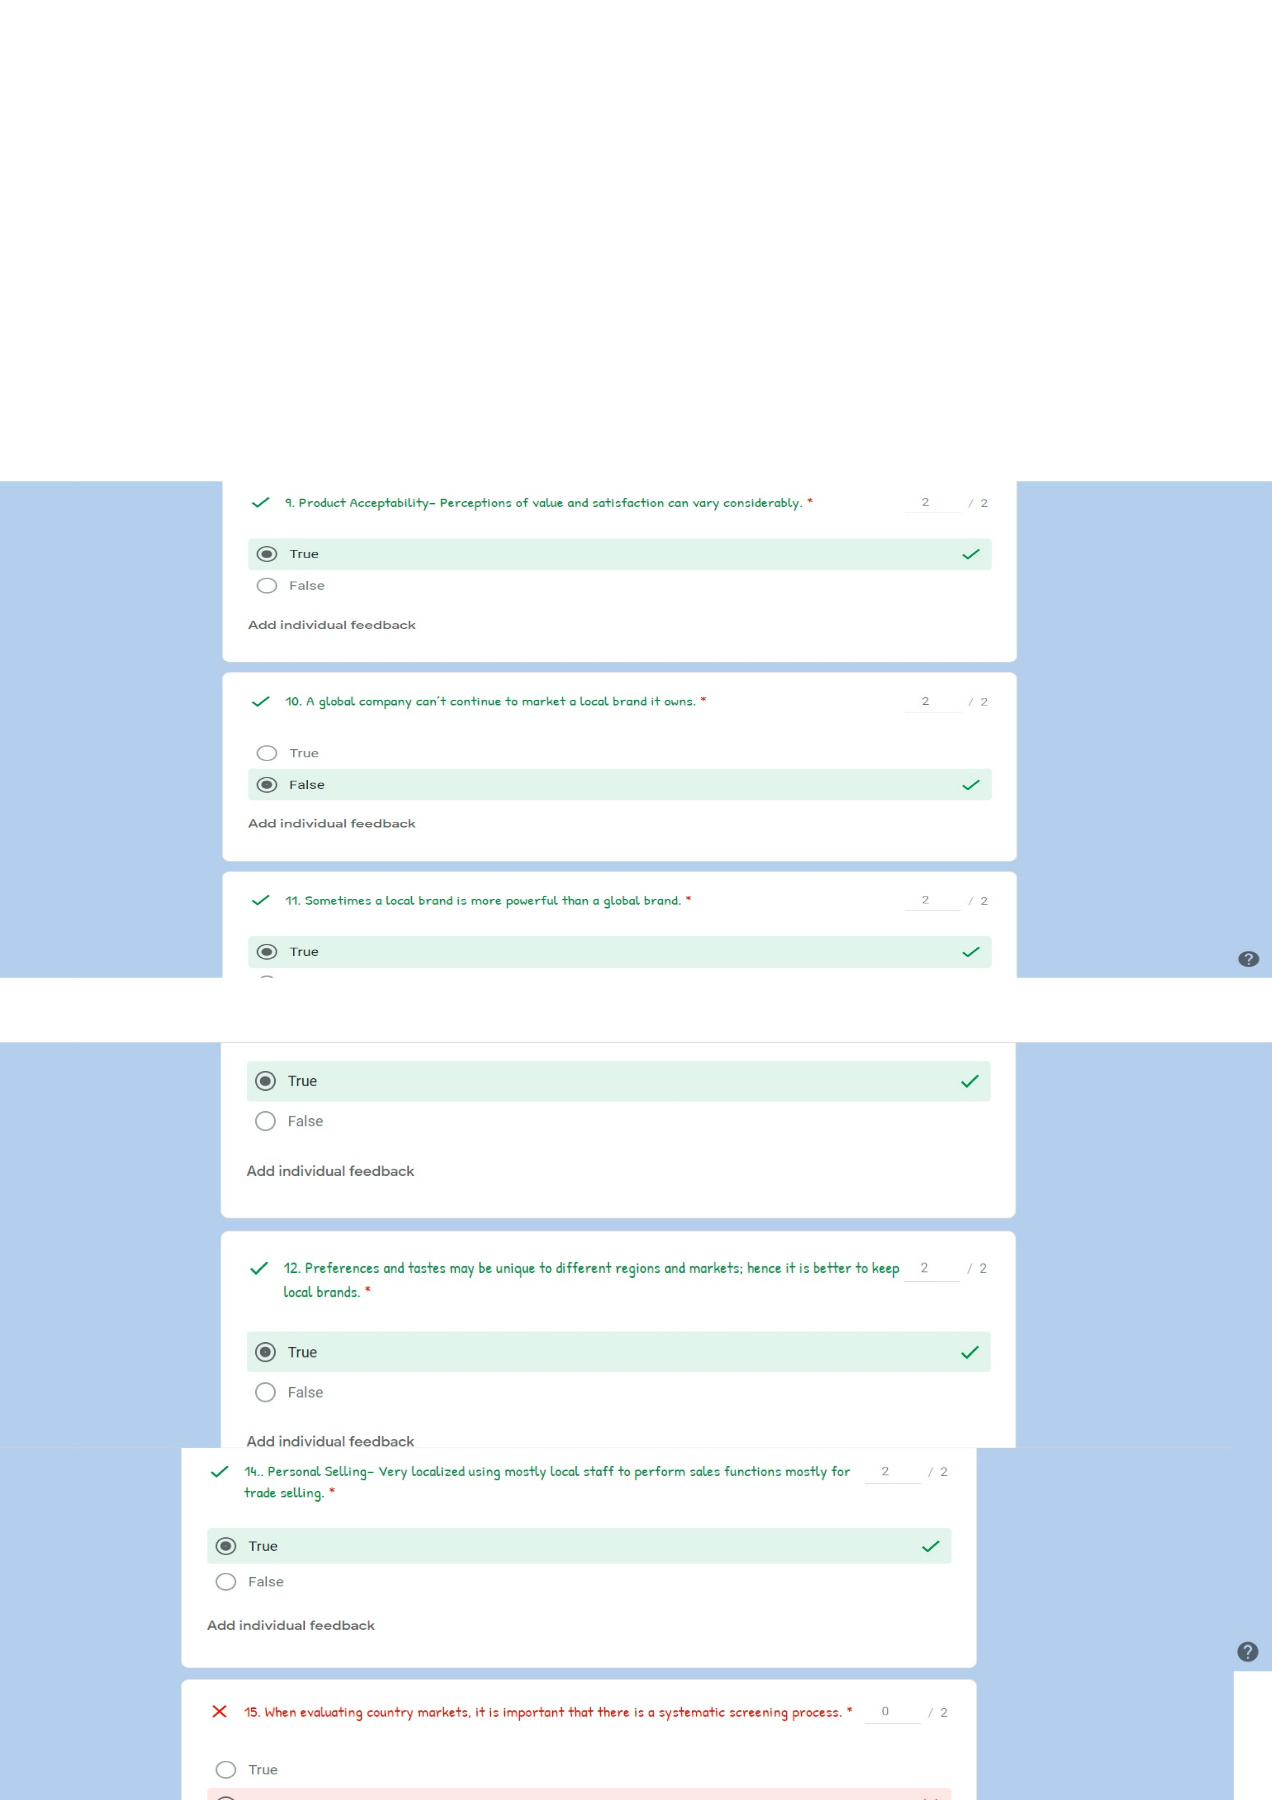 9. Product Acceptability- Perceptions of value and satisfaction can vary considerably. * 2 / 2
True
False
Add individual feedback
10. A global company can't continue to market a local brand it owns. * 2 / 2
True
False
Add individual feedback
11. Sometimes a local brand is more powerful than a global brand. * 2 / 2
True
?
True
False
Add individual feedback
12. Preferences and tastes may be unique to different regions and markets; hence it is better to keep 2 / 2
local brands. *
True
False
Add individual feedback
14.. Personal Selling- Very localized using mostly local staff to perform sales functions mostly for 2 / 2
trade selling. *
True
False
Add individual feedback
?
15. When evaluating country markets, it is important that there is a systematic screening process. * 0 / 2
True